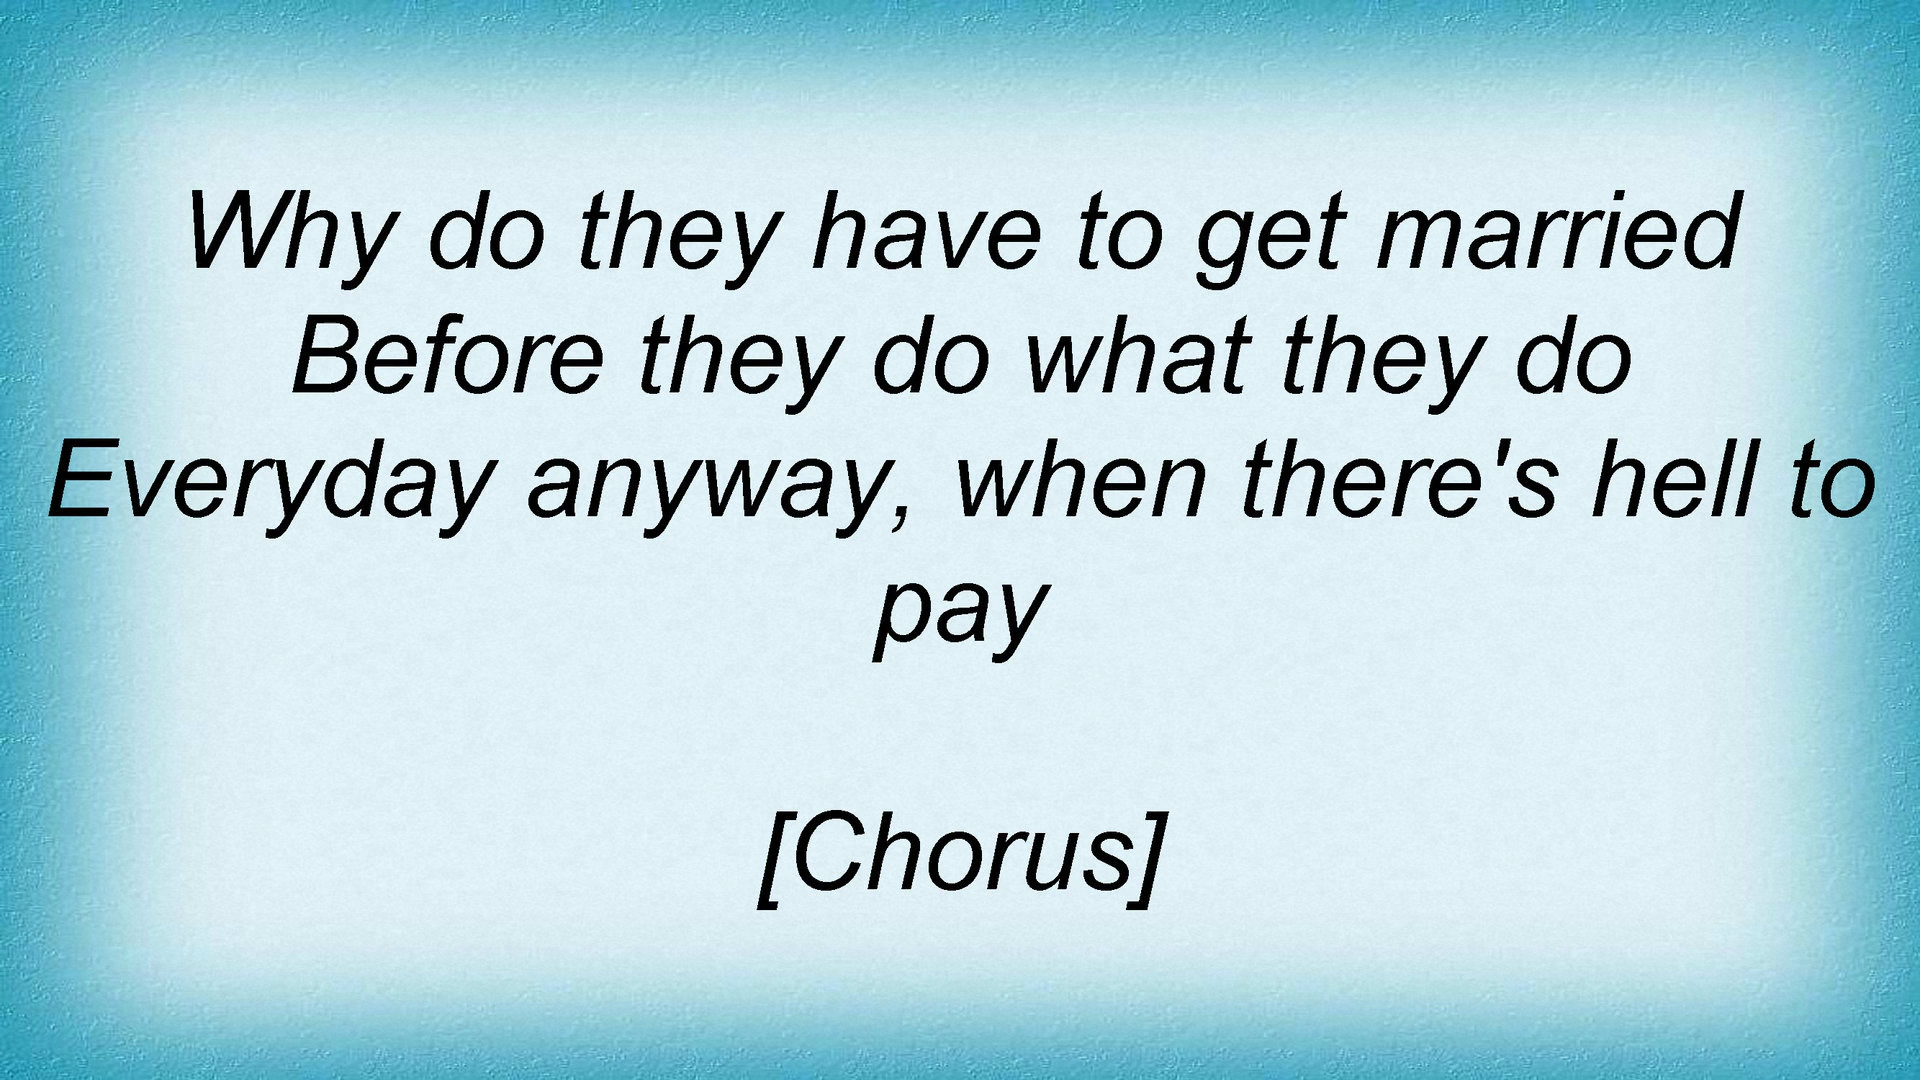 Why do they have to get married
Before they do what they do
Everyday anyway, when there's hell to
pay
[Chorus]